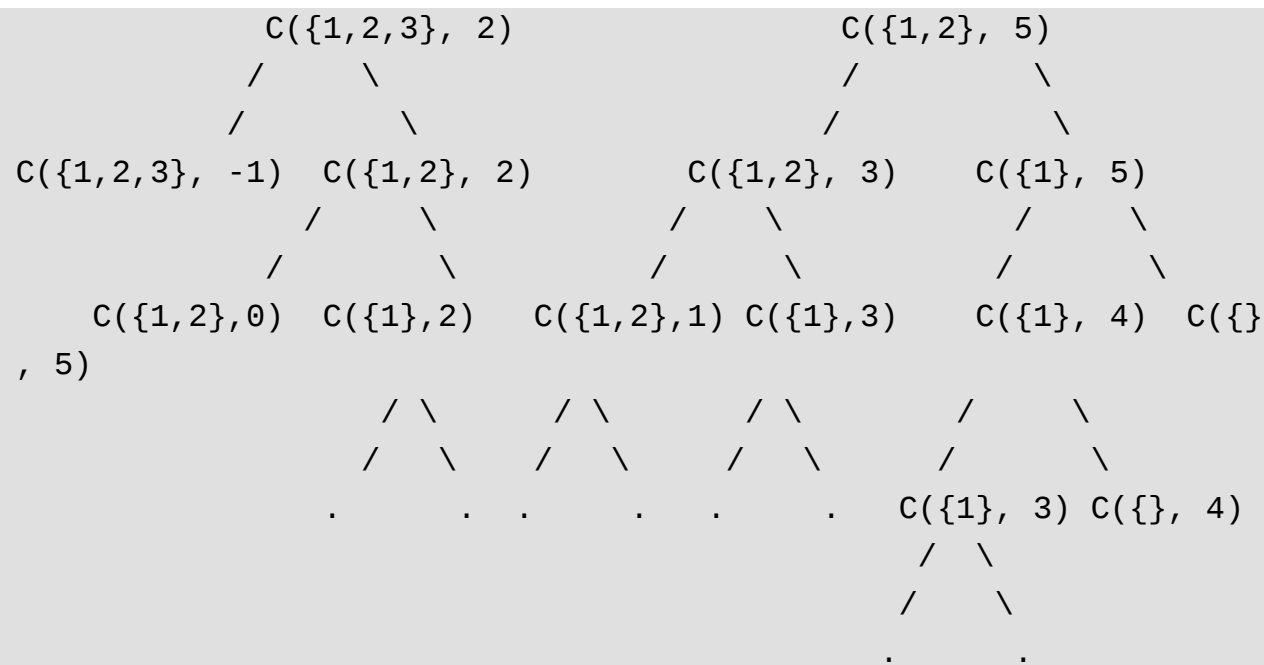 C({1,2,3}, 2)                 C({1,2}, 5)
/     \                        /         \
/        \                     /           \
C({1,2,3}, -1)  C({1,2}, 2)        C({1,2}, 3)    C({1}, 5)
/     \            /    \            /     \
/        \          /      \          /       \
C({1,2},0)  C({1},2)   C({1,2},1) C({1},3)    C({1}, 4)  C({}
, 5)
/ \      / \       / \        /     \
/   \    /   \     /   \      /       \
.      .  .     .   .     .   C({1}, 3) C({}, 4)
/  \
/    \
.      .